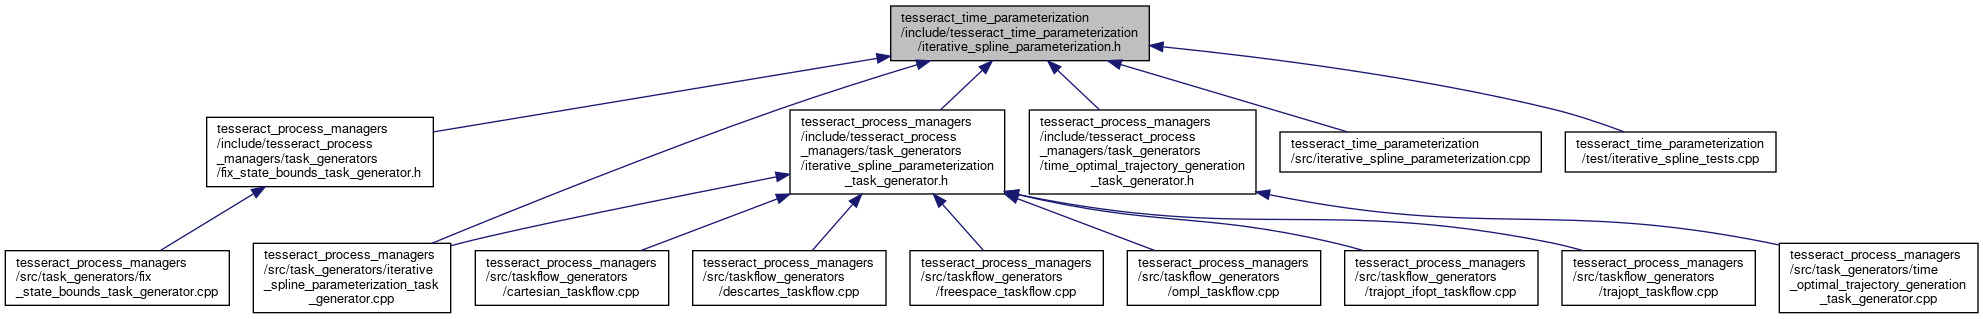 tesseract_time_parameterization
/include/tesseract_time_parameterization
/iterative_spline_parameterization.h
tesseract_process_managers
/include/tesseract_process
_managers/task_generators
/fix_state_bounds_task_generator.h
tesseract_process_managers
/include/tesseract_process
_managers/task_generators
/iterative_spline_parameterization
_task_generator.h
tesseract_process_managers
/include/tesseract_process
_managers/task_generators
/time_optimal_trajectory_generation
_task_generator.h
tesseract_time_parameterization
/src/iterative_spline_parameterization.cpp
tesseract_time_parameterization
/test/iterative_spline_tests.cpp
tesseract_process_managers
/src/task_generators/fix
_state_bounds_task_generator.cpp
tesseract_process_managers
/src/task_generators/iterative
_spline_parameterization_task
_generator.cpp
tesseract_process_managers
/src/taskflow_generators
/cartesian_taskflow.cpp
tesseract_process_managers
/src/taskflow_generators
/descartes_taskflow.cpp
tesseract_process_managers
/src/taskflow_generators
/freespace_taskflow.cpp
tesseract_process_managers
/src/taskflow_generators
/ompl_taskflow.cpp
tesseract_process_managers
/src/taskflow_generators
/trajopt_ifopt_taskflow.cpp
tesseract_process_managers
/src/taskflow_generators
/trajopt_taskflow.cpp
tesseract_process_managers
/src/task_generators/time
_optimal_trajectory_generation
_task_generator.cpp